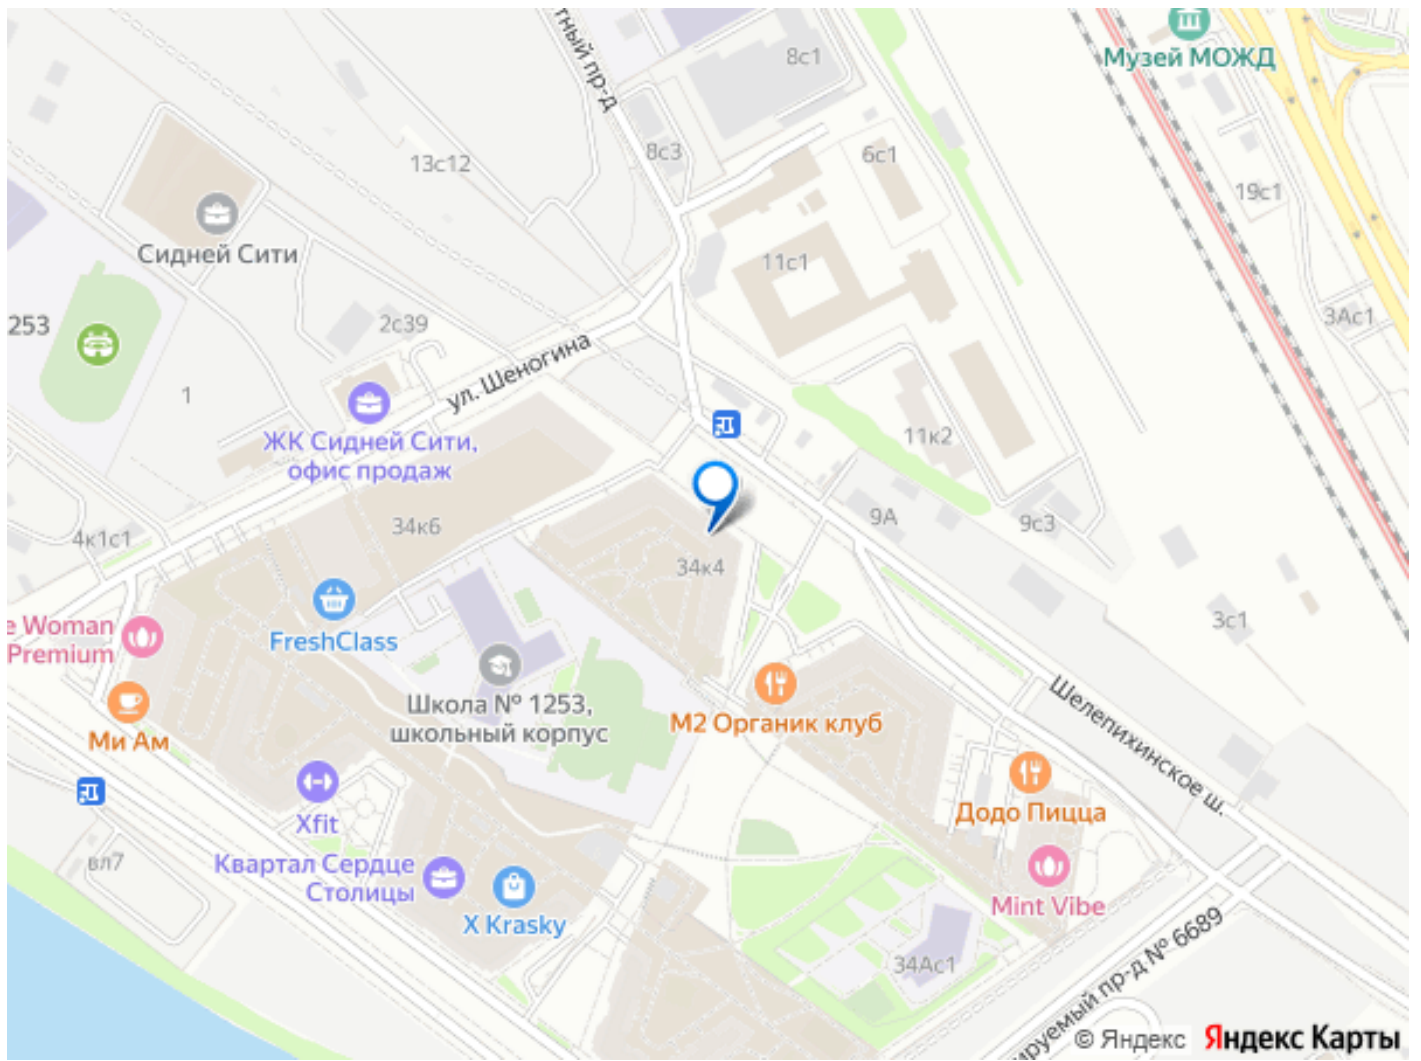 тный пр-д
8с1
Музей МОЖД
8с3
6с1
13с12
19с1
Сидней Сити
11с1
3Ас1
253
2с39
ул. Шеногина
1
ЖК Сидней Сити,
офис продаж
11к2
34к6
9А
9с3
4к1с1
34к4
3с1
e Woman
Premium
FreshClass
Школа № 1253,
школьный корпус
М2 Органик клуб
Шелепихинское ш.
Ми Ам
Xfit
Додо Пицца
вл7
Квартал Сердце
Столицы
X Krasky
Mint Vibe
34Ас1
ируемый пр-д № 6689
© Яндекс
Яндекс Карты